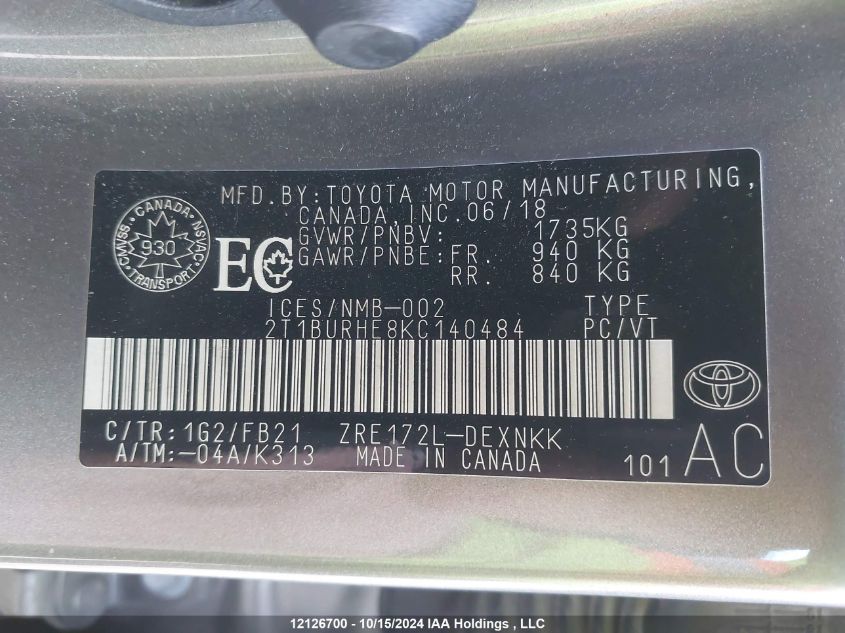 MFD.BY:TOYOTA MOTOR MANUFACTURING,
CANADA,INC.06/18
GVWR/PNBV: 1735KG
GAWR/PNBE:FR. 940 KG
RR. 840 KG
CANADA
CMVSS NSVAC
930
TRANSPORT
EC
ICES/NMB-002 TYPE
2T1BURHE8KC140484 PC/VT
C/TR:1G2/FB21 ZRE172L-DEXNKK
A/TM:-04A/K313 MADE IN CANADA
101 AC
12126700 - 10/15/2024 IAA Holdings , LLC